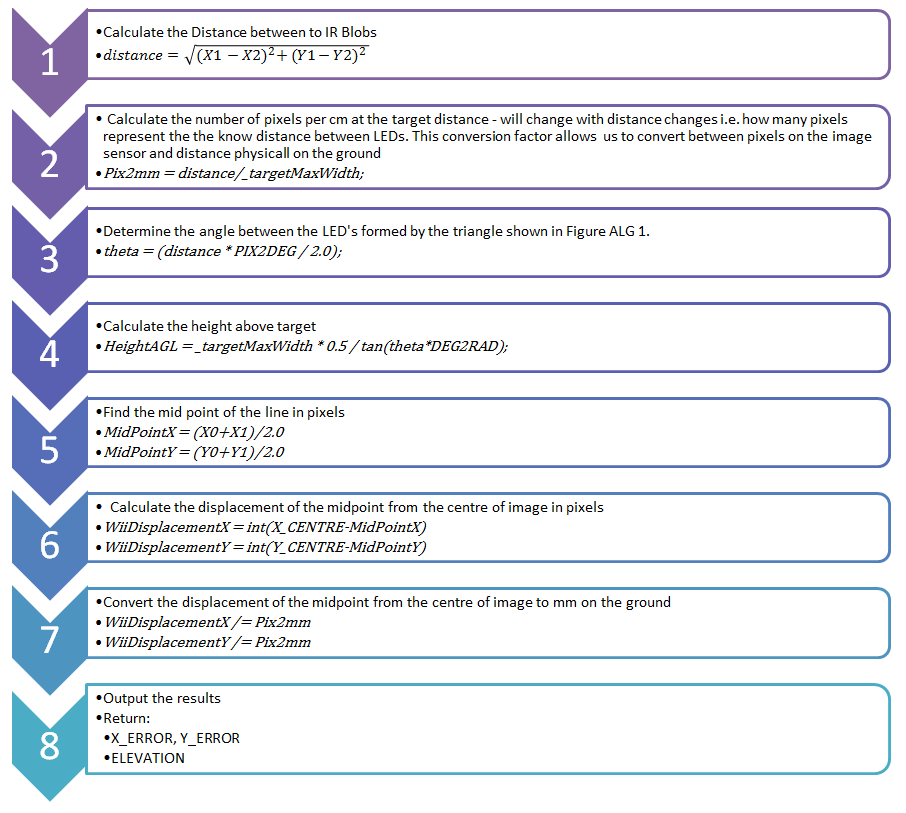 1
•Calculate the Distance between to IR Blobs
•distance = √(X1 − X2)²+ (Y1− Y2)²
2
• Calculate the number of pixels per cm at the target distance - will change with distance changes i.e. how many pixels
represent the the know distance between LEDs. This conversion factor allows us to convert between pixels on the image
sensor and distance physicall on the ground
•Pix2mm = distance/_targetMaxWidth;
3
•Determine the angle between the LED's formed by the triangle shown in Figure ALG 1.
•theta = (distance * PIX2DEG / 2.0);
4
•Calculate the height above target
•HeightAGL =_targetMaxWidth * 0.5 / tan(theta*DEG2RAD);
5
•Find the mid point of the line in pixels
•MidPointX = (X0+X1)/2.0
•MidPointY = (Y0+Y1)/2.0
6
• Calculate the displacement of the midpoint from the centre of image in pixels
•WiiDisplacementX = int(X_CENTRE-MidPointX)
•WiiDisplacementY = int(Y_CENTRE-MidPointY)
7
•Convert the displacement of the midpoint from the centre of image to mm on the ground
•WiiDisplacementX /= Pix2mm
•WiiDisplacementY /= Pix2mm
8
•Output the results
•Return:
•X_ERROR, Y_ERROR
•ELEVATION